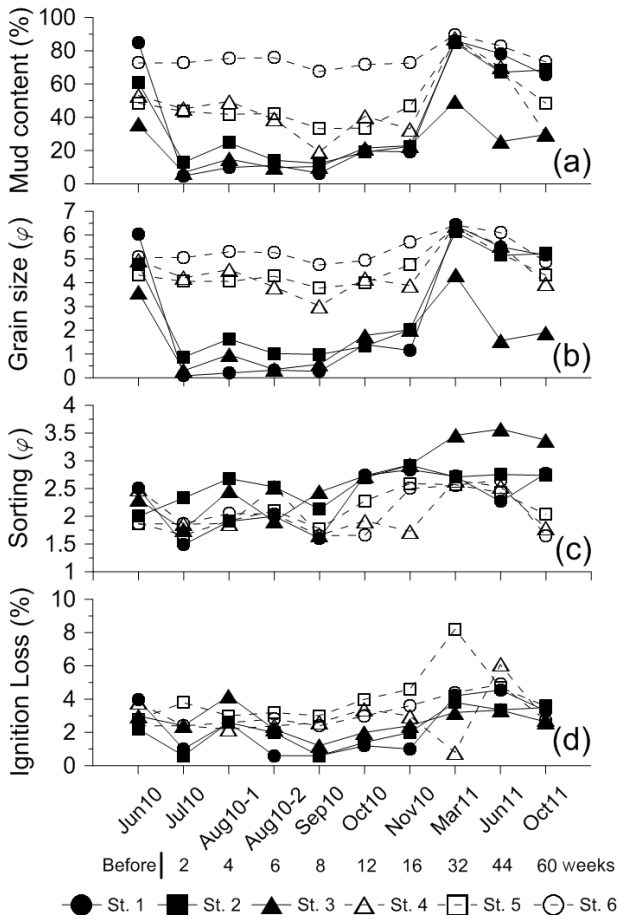 Mud content (%)
100
80
60
40
20
0
(a)
Grain size (φ)
7
6
5
4
3
2
1
0
(b)
Sorting (φ)
4
3.5
3
2.5
2
1.5
1
(c)
Ignition Loss (%)
10
8
6
4
2
0
(d)
Jun10 Jul10 Aug10-1 Aug10-2 Sep10 Oct10 Nov10 Mar11 Jun11 Oct11
Before 2 4 6 8 12 16 32 44 60 weeks
St. 1 St. 2 St. 3 St. 4 St. 5 St. 6